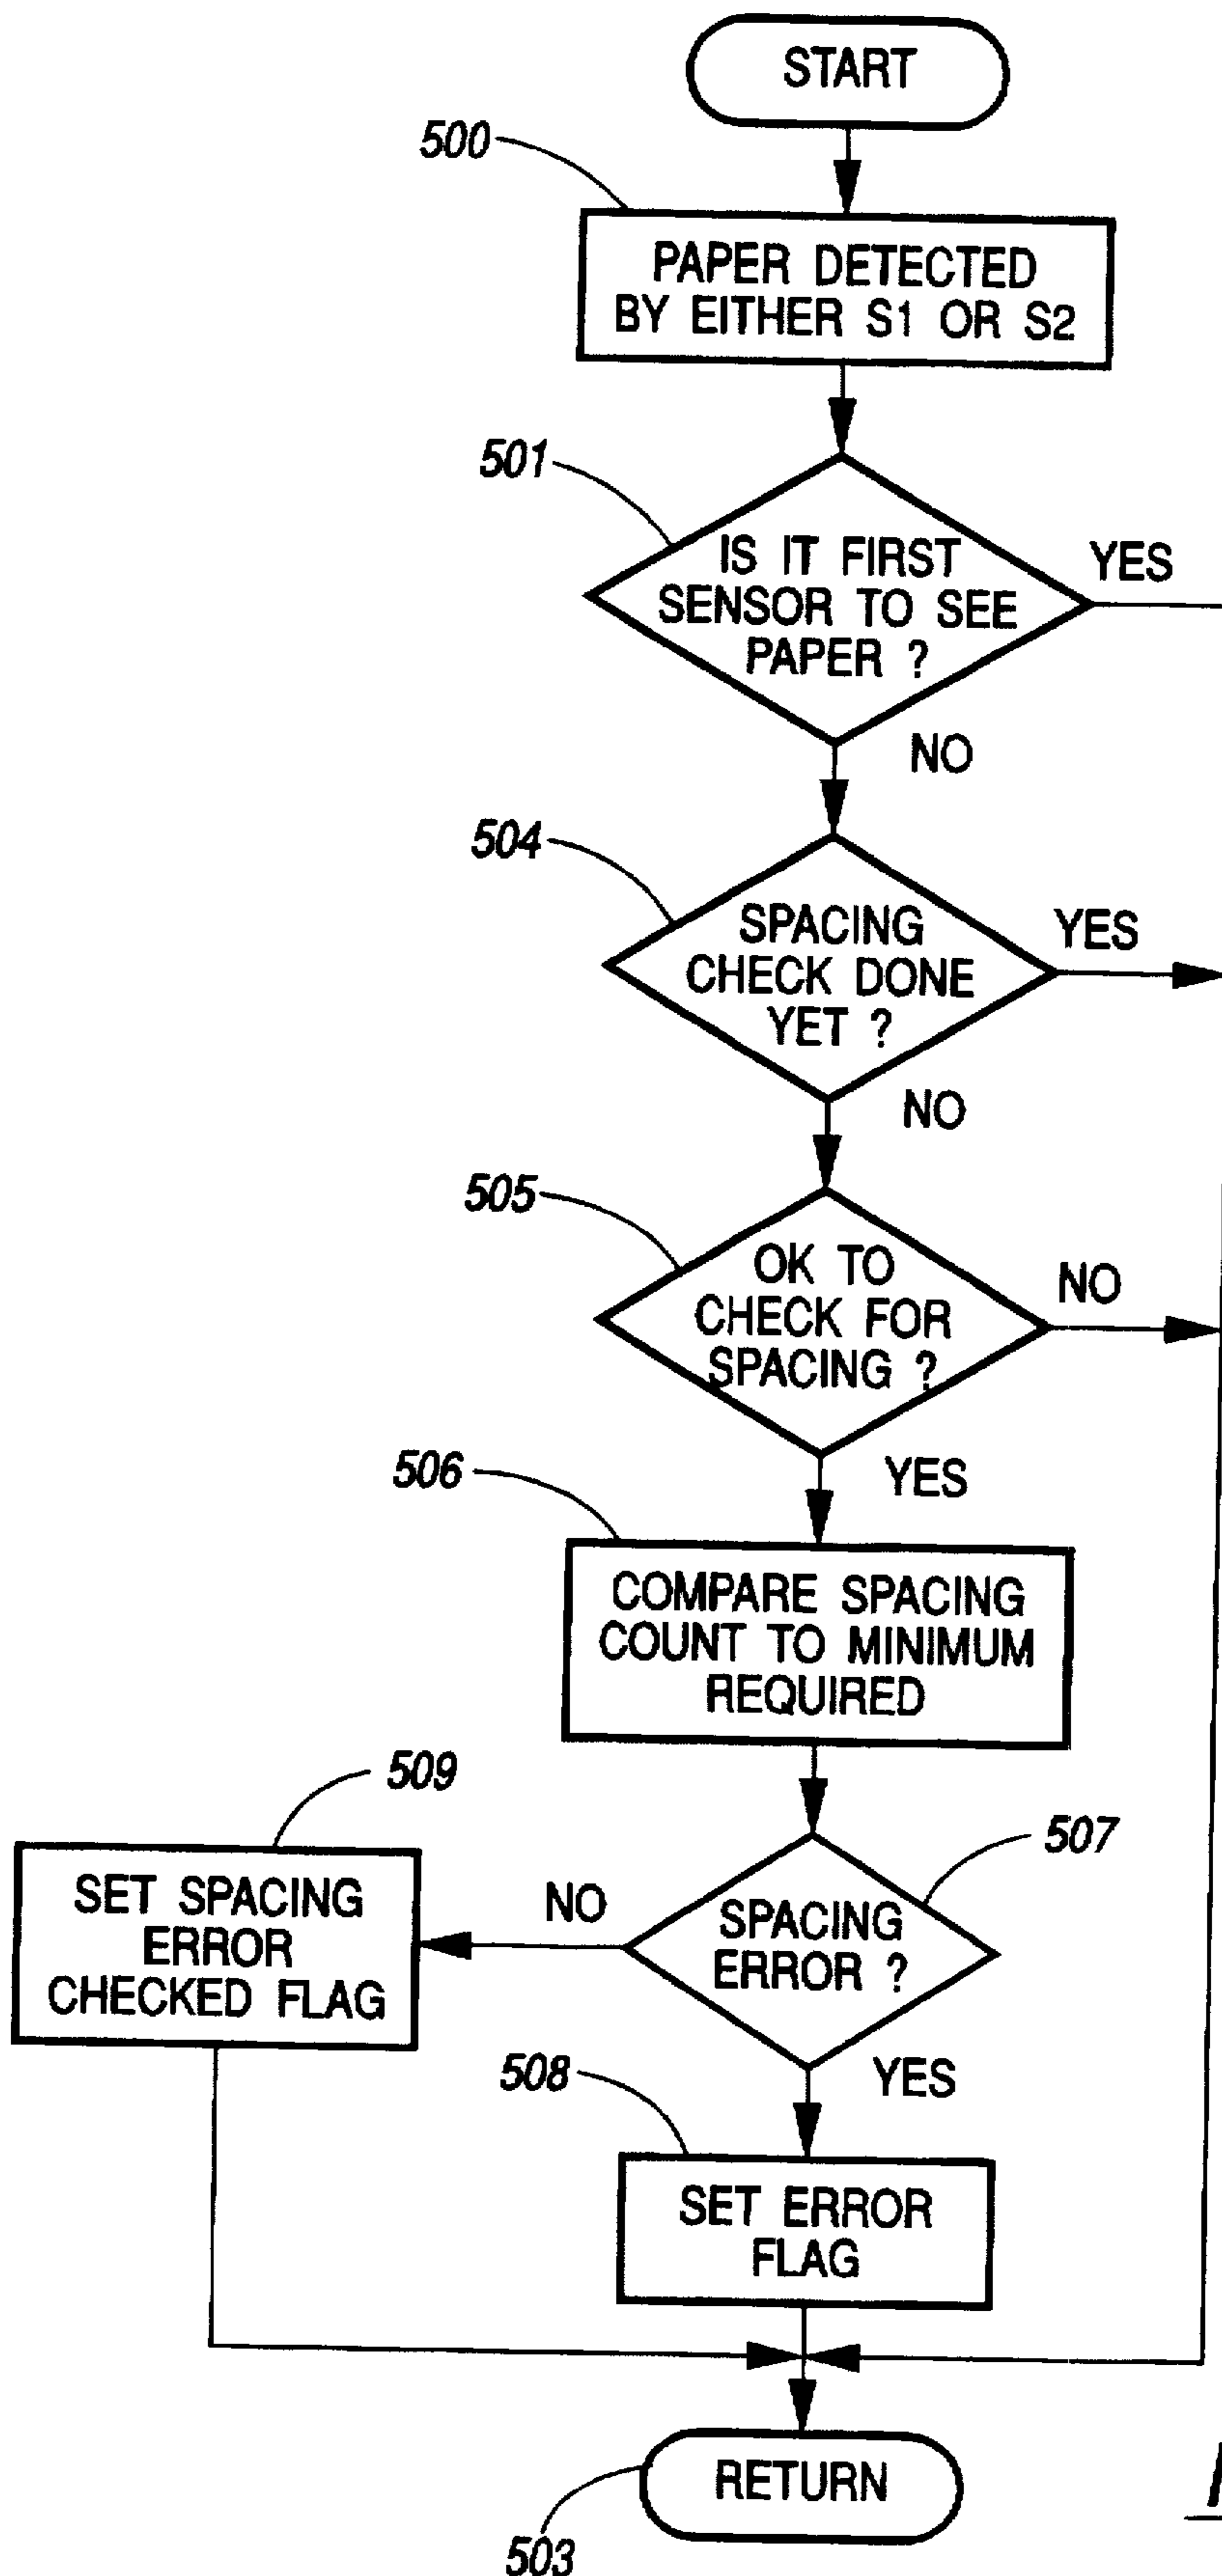 START
500
PAPER DETECTED
BY EITHER S1 OR S2
501
IS IT FIRST
SENSOR TO SEE
PAPER ?
YES
NO
504
SPACING
CHECK DONE
YET ?
YES
NO
505
OK TO
CHECK FOR
SPACING ?
NO
YES
506
COMPARE SPACING
COUNT TO MINIMUM
REQUIRED
509
507
SET SPACING
ERROR
CHECKED FLAG
NO
SPACING
ERROR ?
YES
508
SET ERROR
FLAG
RETURN
503